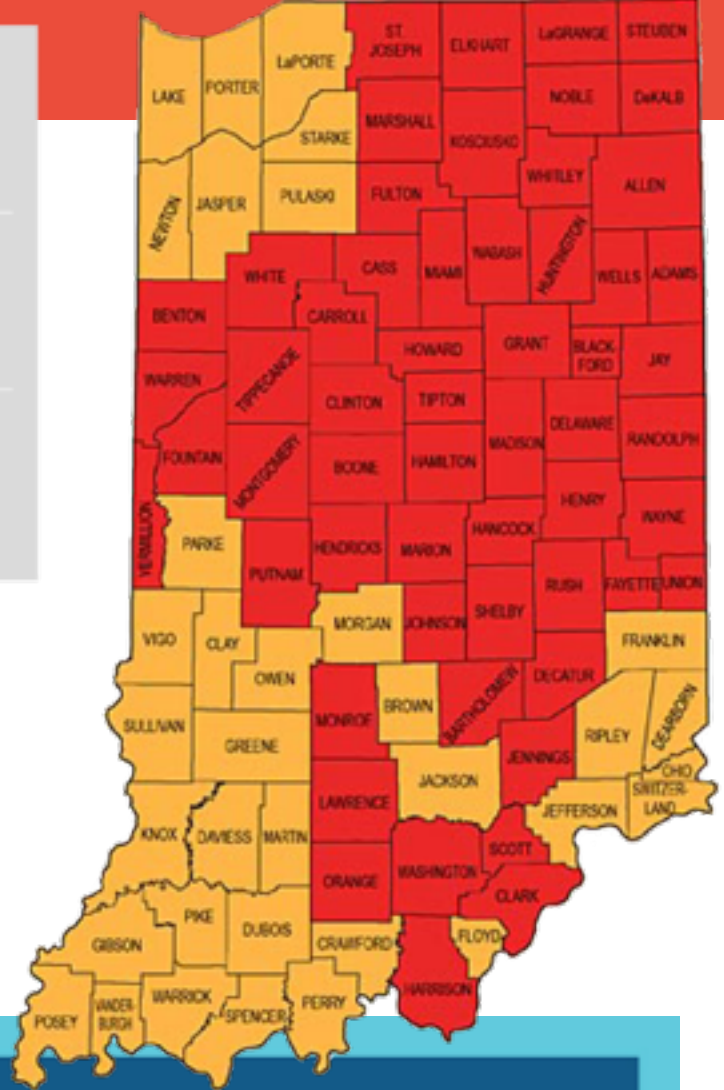 ST.
JOSEPH
ELKHART
LaGRANGE
STEUBEN
LAKE
PORTER
LaPORTE
NOBLE
DeKALB
STARKE
MARSHALL
KOSCIUSKO
WHITLEY
ALLEN
NEWTON
JASPER
PULASKI
FULTON
WHITE
CASS
MIAMI
WABASH
HUNTINGTON
WELLS
ADAMS
BENTON
CARROLL
HOWARD
GRANT
BLACK-
FORD
JAY
WARREN
TIPPECANOE
CLINTON
TIPTON
MADISON
DELAWARE
RANDOLPH
FOUNTAIN
MONTGOMERY
BOONE
HAMILTON
HENRY
WAYNE
VERMILLION
PARKE
PUTNAM
HENDRICKS
MARION
HANCOCK
RUSH
FAYETTE
UNION
VIGO
CLAY
OWEN
MORGAN
JOHNSON
SHELBY
FRANKLIN
SULLIVAN
GREENE
MONROE
BROWN
BARTHOLOMEW
DECATUR
RIPLEY
DEARBORN
JENNINGS
OHIO
SWITZER-
LAND
KNOX
DAVIESS
MARTIN
LAWRENCE
JACKSON
JEFFERSON
ORANGE
WASHINGTON
SCOTT
CLARK
GIBSON
PIKE
DUBOIS
CRAWFORD
FLOYD
HARRISON
POSEY
VANDER-
BURGH
WARRICK
SPENCER
PERRY